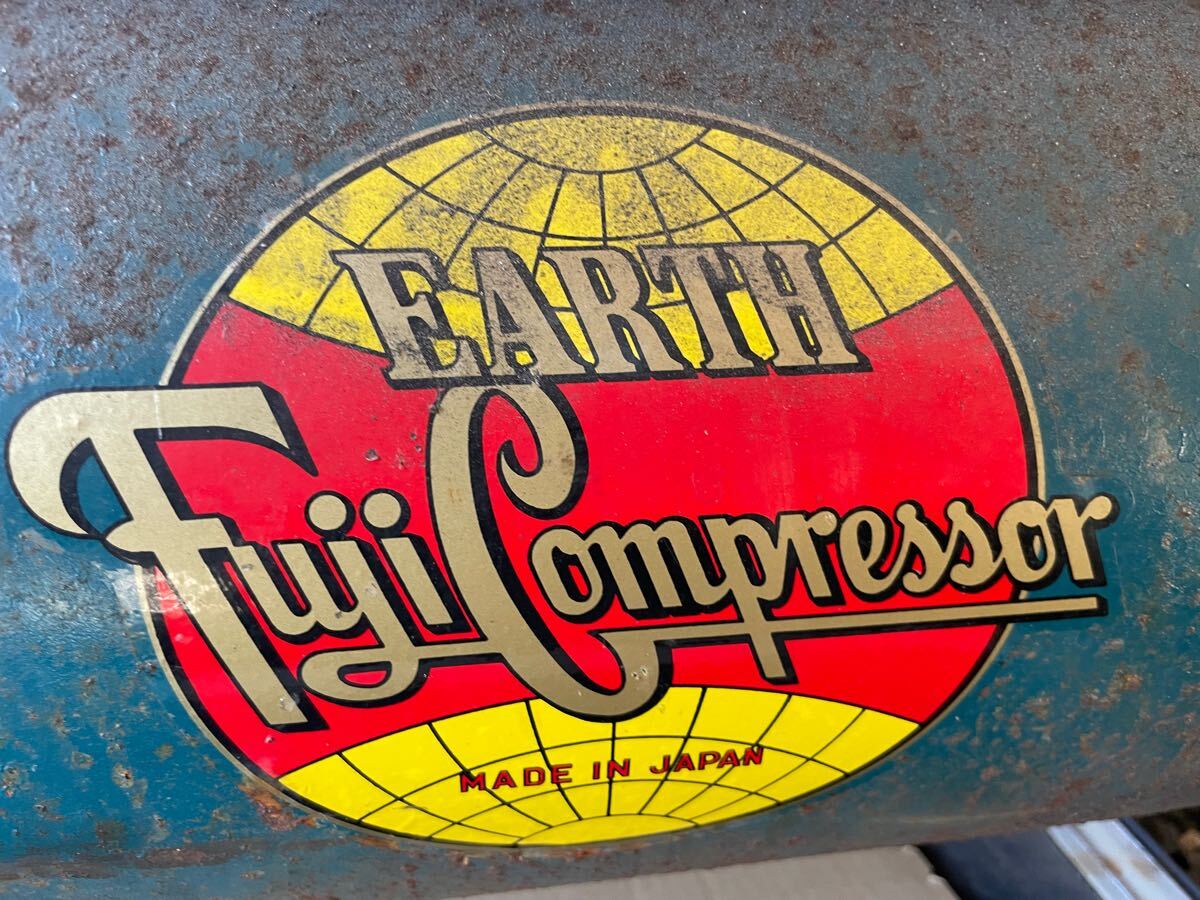 EARTH
Fuji Compressor
MADE IN JAPAN